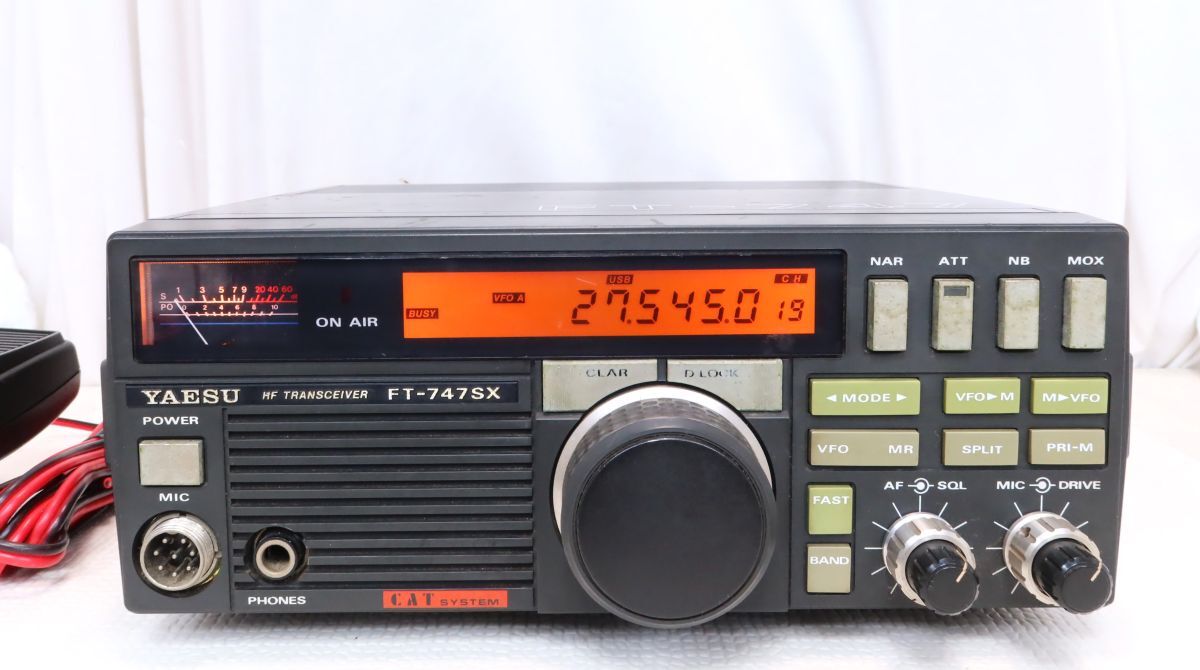 S 1 3 5 7 9 20 40 60 dB
PO 0 2 4 6 8 10
ON AIR
USB
CH
VFO A
27.545.0 19
BUSY
NAR ATT NB MOX
CLAR D LOCK
YAESU HF TRANSCEIVER FT-747SX
POWER
MIC
PHONES
CAT SYSTEM
◄ MODE ► VFO►M M►VFO
VFO MR SPLIT PRI-M
FAST
BAND
AF SQL MIC DRIVE